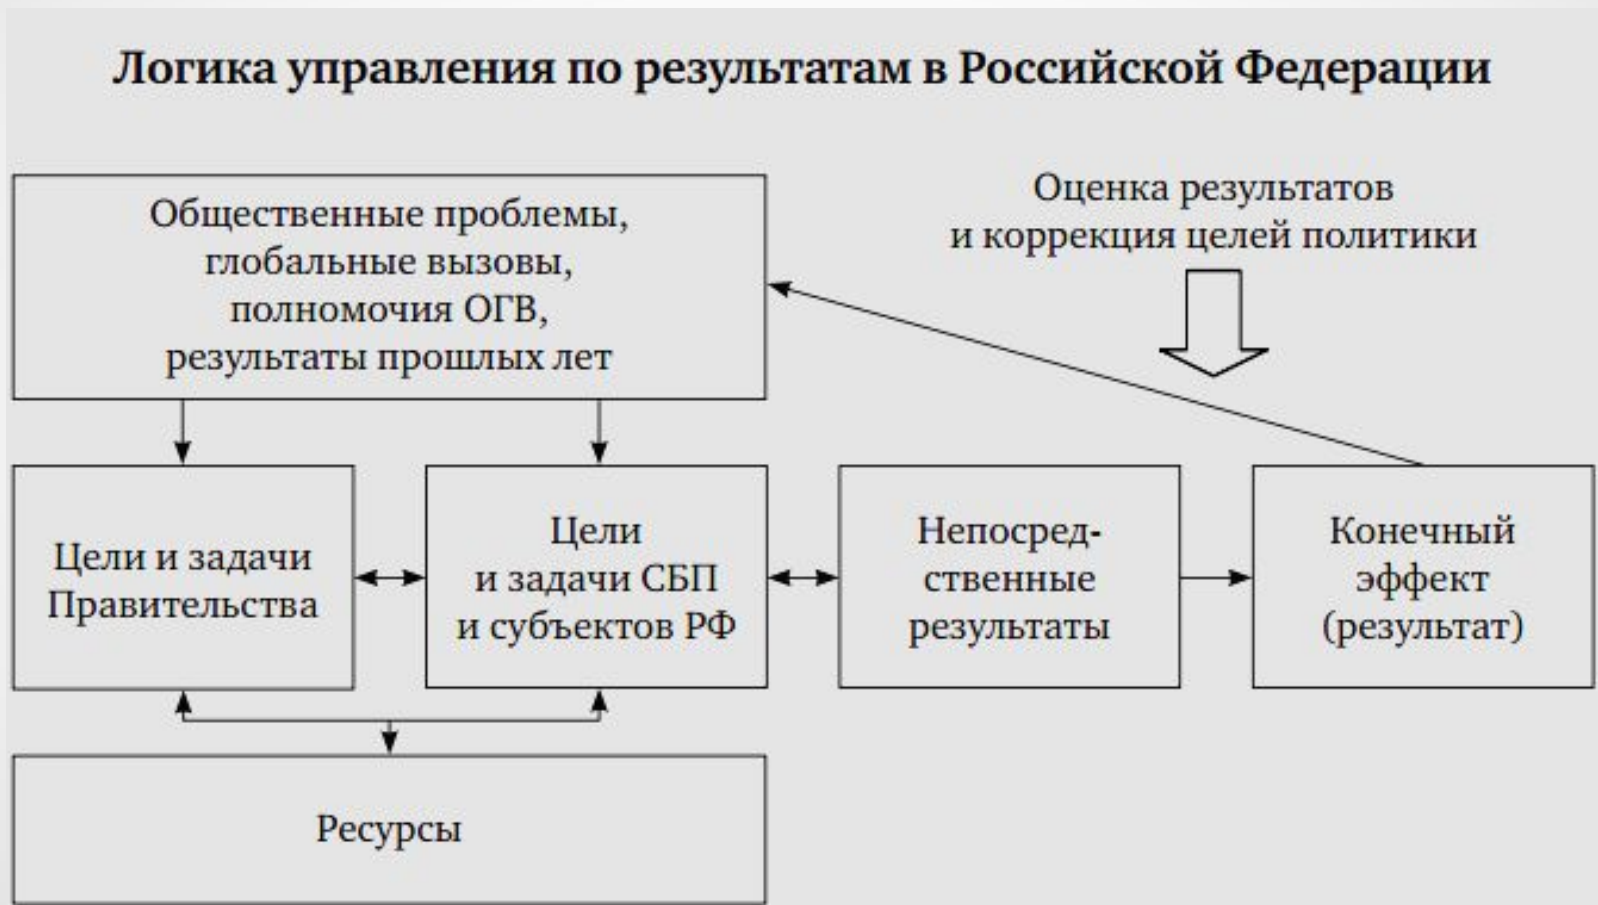 Логика управления по результатам в Российской Федерации
Общественные проблемы,
глобальные вызовы,
полномочия ОГВ,
результаты прошлых лет
Оценка результатов
и коррекция целей политики
Цели и задачи
Правительства
Цели
и задачи СБП
и субъектов РФ
Непосред-
ственные
результаты
Конечный
эффект
(результат)
Ресурсы